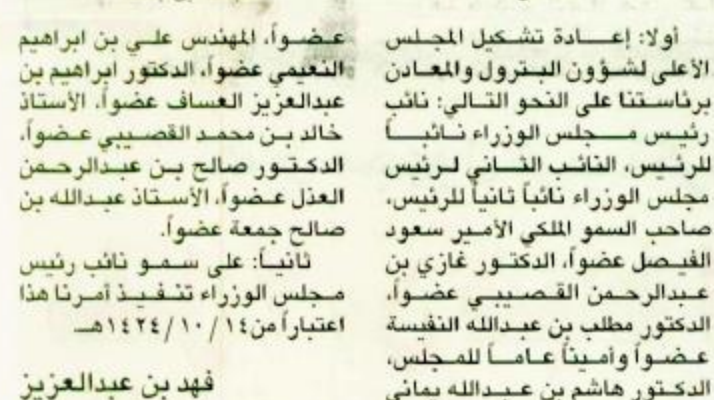 أولا: إعادة تشكيل المجلس
الأعلى لشؤون البترول والمعادن
برئاستنا على النحو التالي: نائب
رئيس مجلس الوزراء نائباً
للرئيس، النائب الثاني لرئيس
مجلس الوزراء نائباً ثانياً للرئيس،
صاحب السمو الملكي الأمير سعود
الفيصل عضواً، الدكتور غازي بن
عبدالرحمن القصيبي عضواً،
الدكتور مطلب بن عبدالله النفيسة
عضواً وأميناً عاماً للمجلس،
الدكتور هاشم بن عبدالله يماني
عضواً، المهندس علي بن ابراهيم
النعيمي عضواً، الدكتور ابراهيم بن
عبدالعزيز العساف عضواً، الأستاذ
خالد بن محمد القصيبي عضواً،
الدكتور صالح بن عبدالرحمن
العذل عضواً، الأستاذ عبدالله بن
صالح جمعة عضواً.
ثانياً: على سمو نائب رئيس
مجلس الوزراء تنفيذ أمرنا هذا
اعتباراً من ١٤/ ١٠/ ١٤٢٤هـ
فهد بن عبدالعزيز